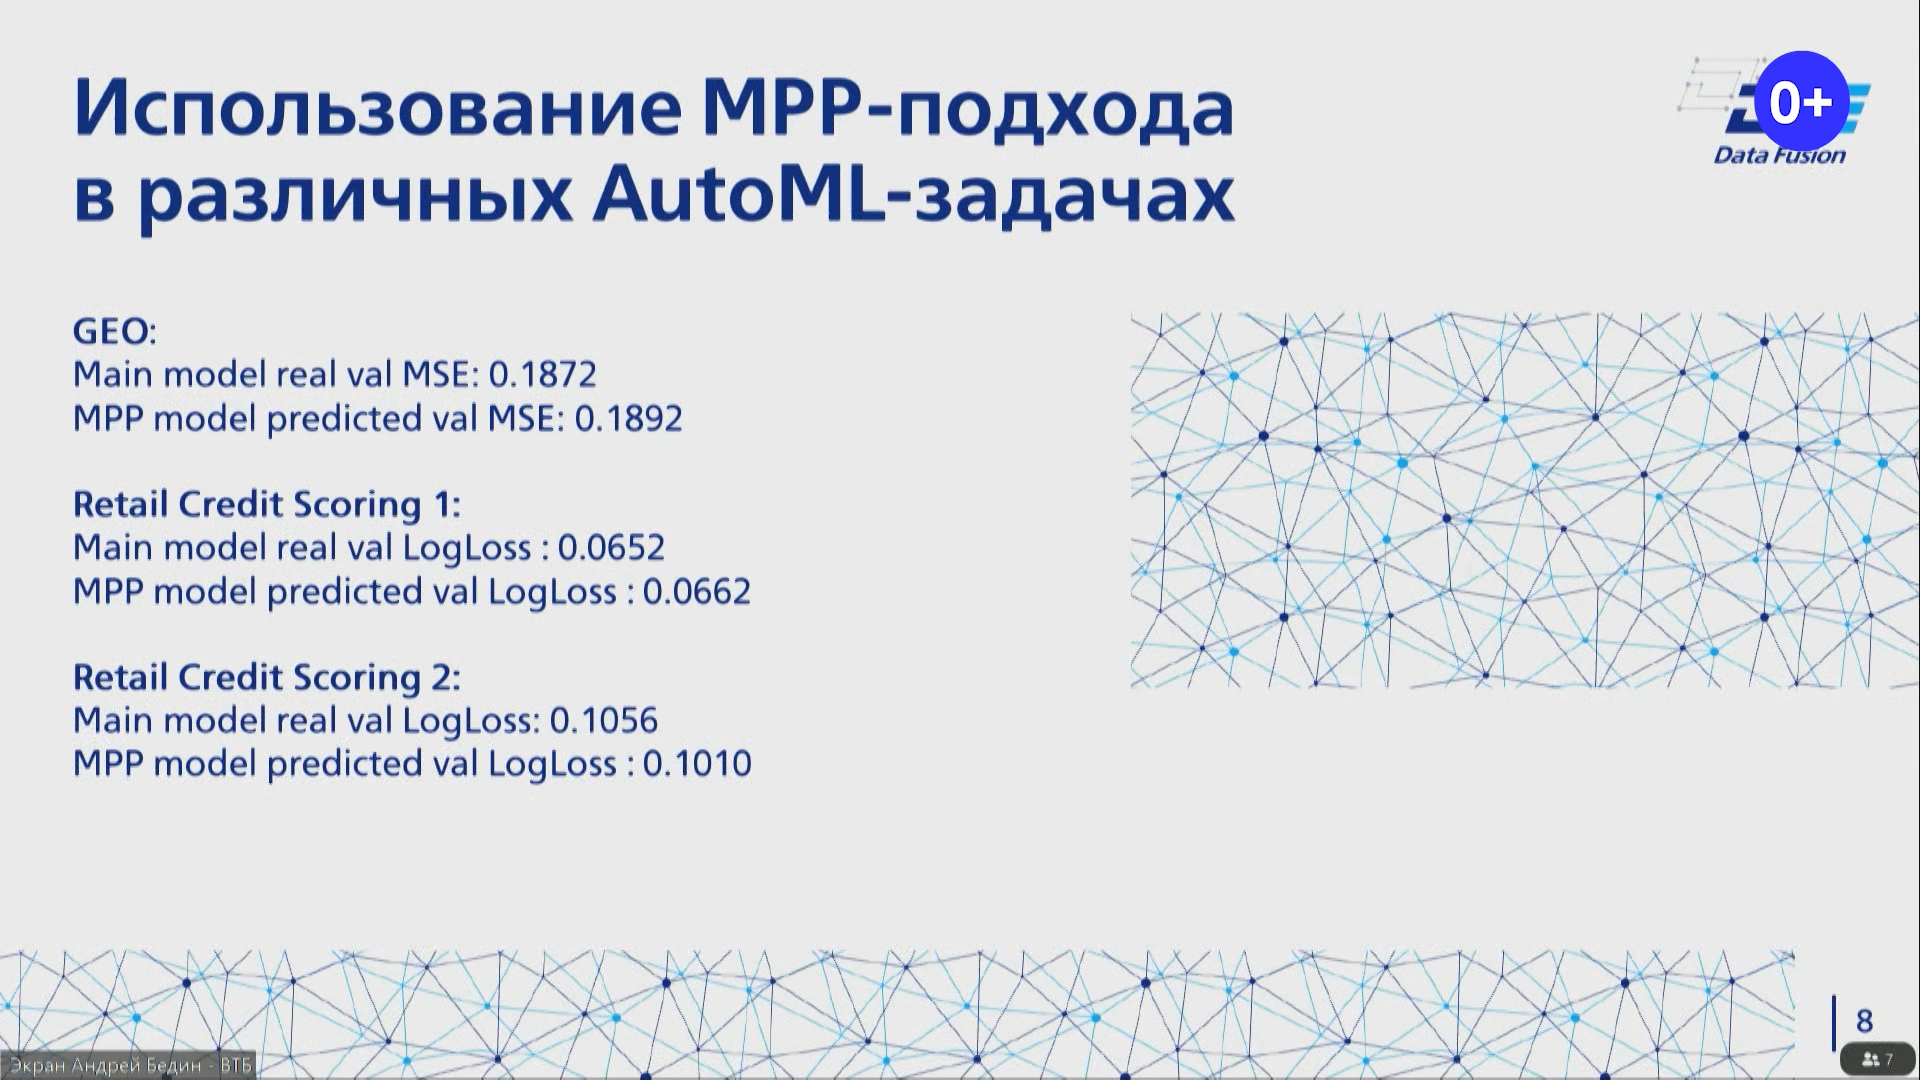 Использование MPP-подхода
в различных AutoML-задачах
0+
Data Fusion
GEO:
Main model real val MSE: 0.1872
MPP model predicted val MSE: 0.1892
Retail Credit Scoring 1:
Main model real val LogLoss : 0.0652
MPP model predicted val LogLoss : 0.0662
Retail Credit Scoring 2:
Main model real val LogLoss: 0.1056
MPP model predicted val LogLoss : 0.1010
8
Экран Андрей Бедин - ВТБ
7